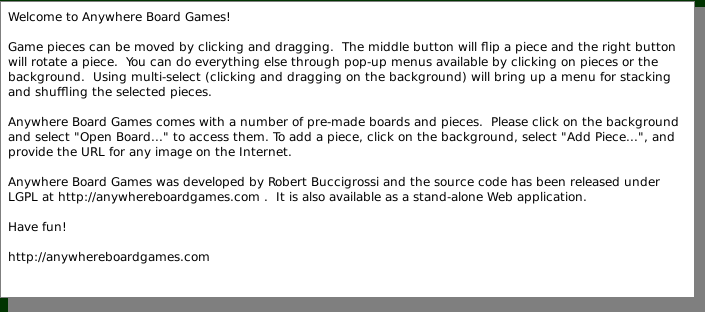 Welcome to Anywhere Board Games!
Game pieces can be moved by clicking and dragging.  The middle button will flip a piece and the right button
will rotate a piece.  You can do everything else through pop-up menus available by clicking on pieces or the
background.  Using multi-select (clicking and dragging on the background) will bring up a menu for stacking
and shuffling the selected pieces.
Anywhere Board Games comes with a number of pre-made boards and pieces.  Please click on the background
and select "Open Board..." to access them. To add a piece, click on the background, select "Add Piece...", and
provide the URL for any image on the Internet.
Anywhere Board Games was developed by Robert Buccigrossi and the source code has been released under
LGPL at http://anywhereboardgames.com .  It is also available as a stand-alone Web application.
Have fun!
http://anywhereboardgames.com